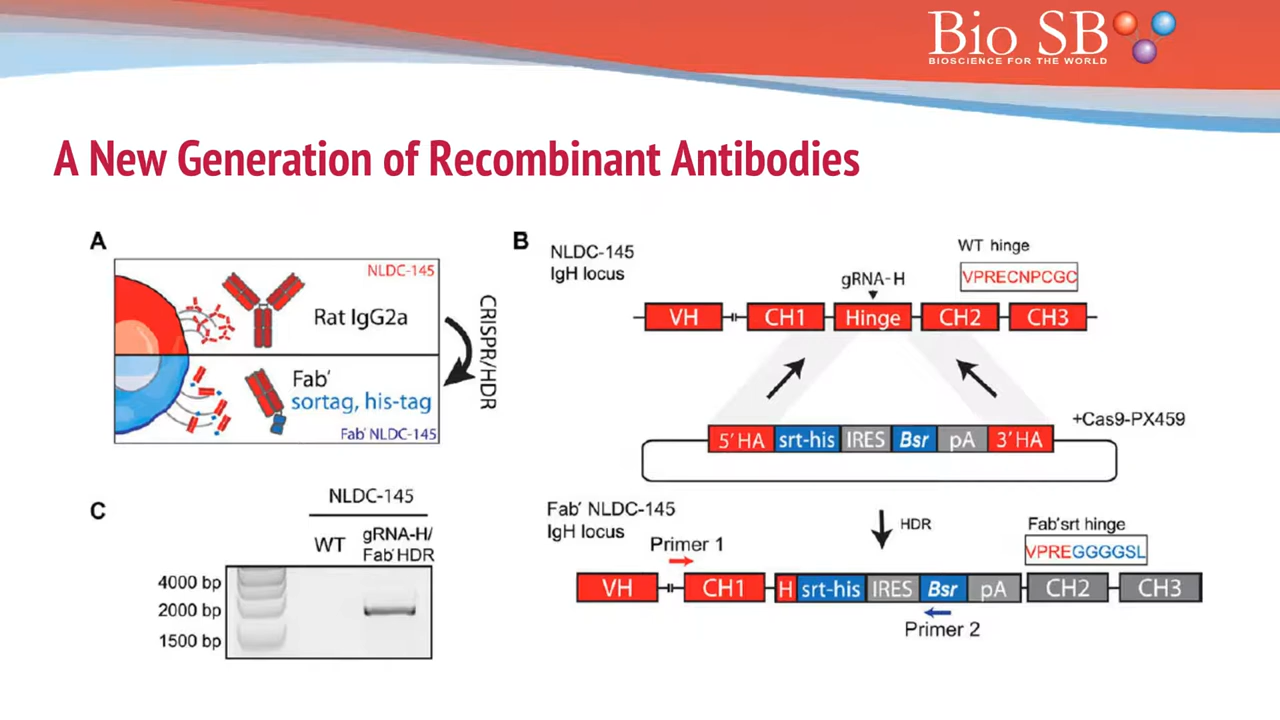 Bio SB
BIOSCIENCE FOR THE WORLD
A New Generation of Recombinant Antibodies
A
NLDC-145
Rat IgG2a
Fab'
sortag, his-tag
Fab' NLDC-145
CRISPR/HDR
B
NLDC-145
IgH locus
gRNA-H
WT hinge
VPRECNPCGC
VH CH1 Hinge CH2 CH3
+Cas9-PX459
5'HA srt-his IRES Bsr pA 3'HA
HDR
Fab' NLDC-145
IgH locus
Primer 1
Fab'srt hinge
VPREGGGGSL
VH CH1 H srt-his IRES Bsr pA CH2 CH3
Primer 2
C
NLDC-145
WT
gRNA-H/
Fab' HDR
4000 bp
2000 bp
1500 bp